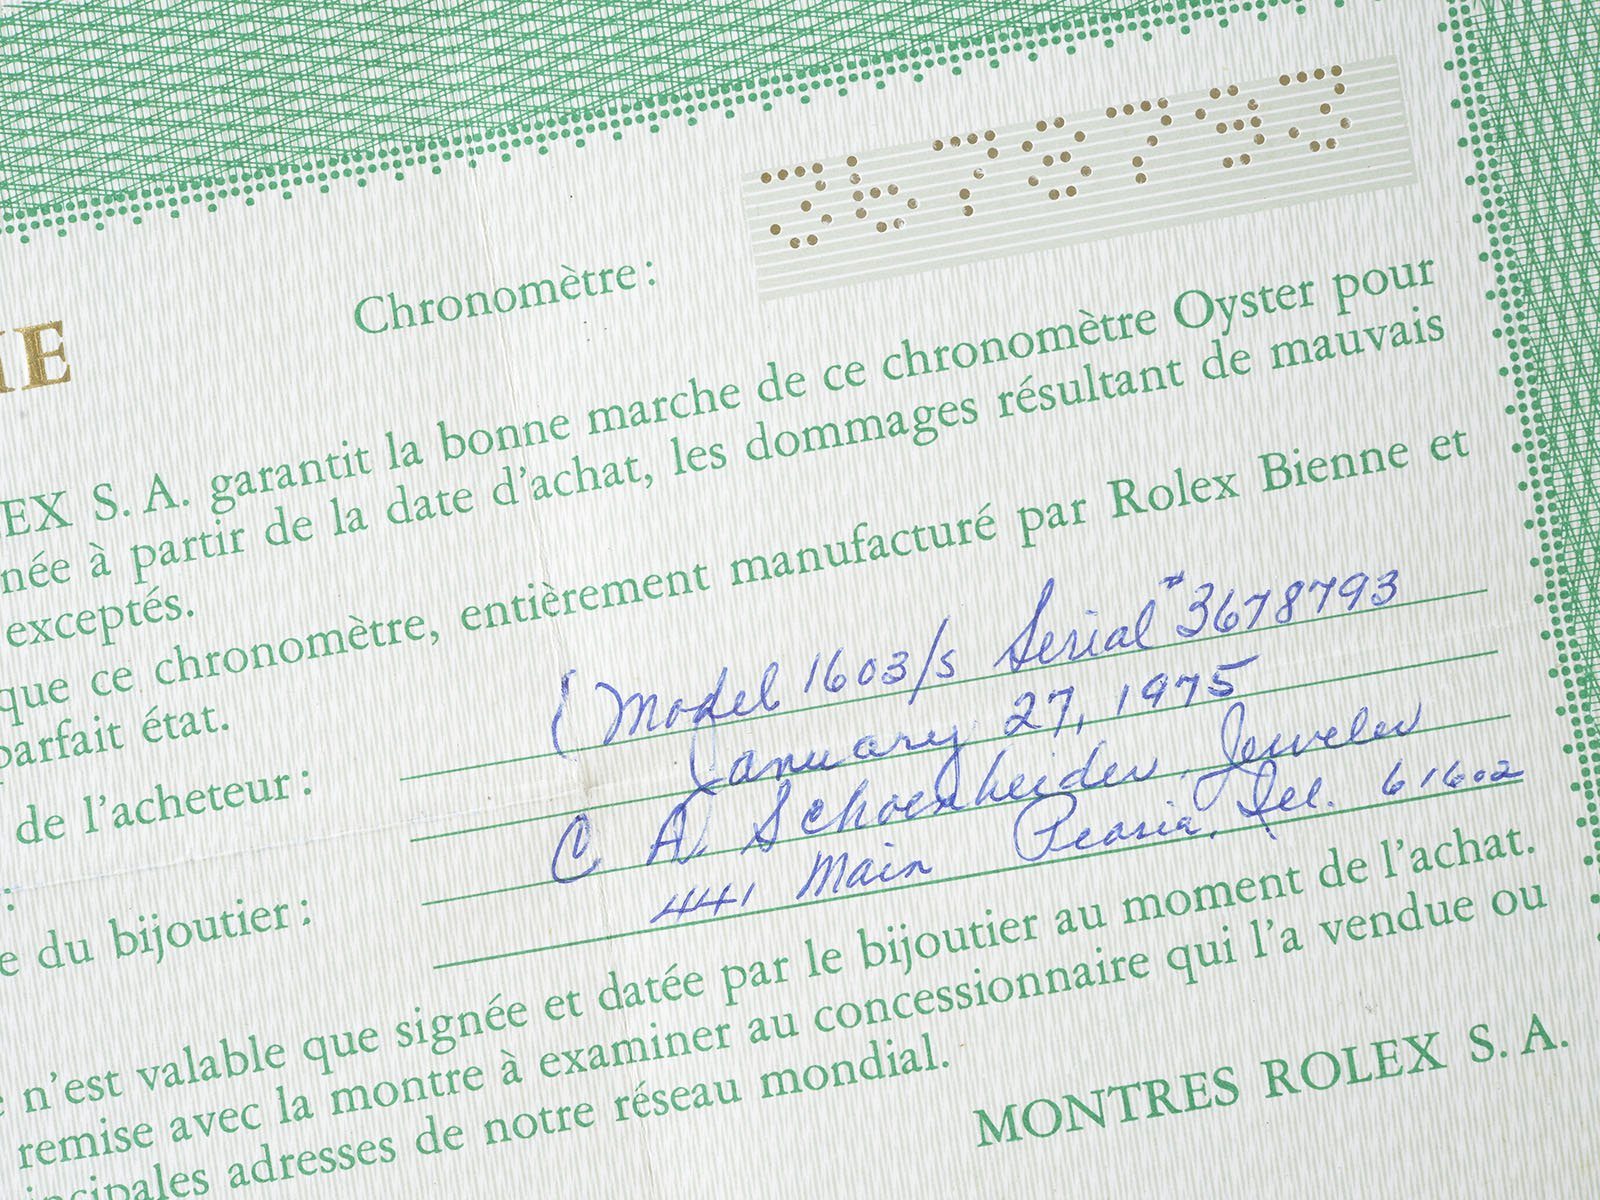 3678793
Chronomètre:
IE
EX S. A. garantit la bonne marche de ce chronomètre Oyster pour
née à partir de la date d'achat, les dommages résultant de mauvais
exceptés.
que ce chronomètre, entièrement manufacturé par Rolex Bienne et
parfait état.
(Model 1603/s Serial #3678793
de l'acheteur:
January 27, 1975
C. A. Schoenheider, Jeweler
e du bijoutier:
441 Main Peoria, Ill. 61602
n'est valable que signée et datée par le bijoutier au moment de l'achat.
remise avec la montre à examiner au concessionnaire qui l'a vendue ou
incipales adresses de notre réseau mondial.
MONTRES ROLEX S. A.